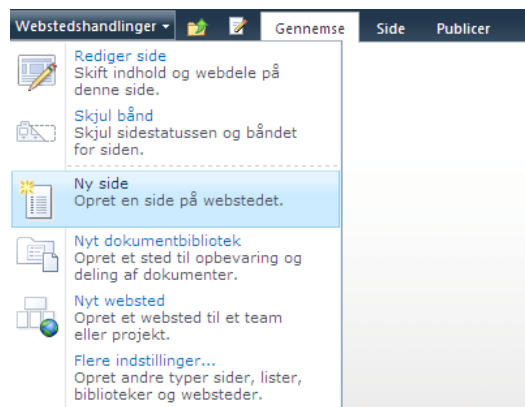 Webstedshandlinger Gennemse Side Publicer
Rediger side
Skift indhold og webdele på
denne side.
Skjul bånd
Skjul sidestatussen og båndet
for siden.
Ny side
Opret en side på webstedet.
Nyt dokumentbibliotek
Opret et sted til opbevaring og
deling af dokumenter.
Nyt websted
Opret et websted til et team
eller projekt.
Flere indstillinger...
Opret andre typer sider, lister,
biblioteker og websteder.